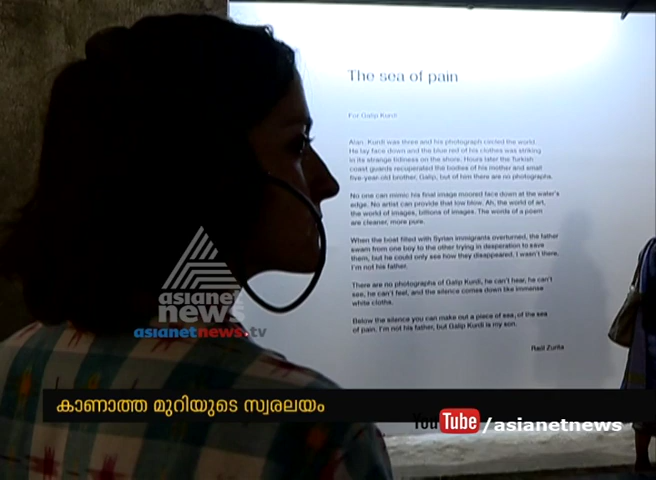 The sea of pain
For Galip Kurdi
Alan, Kurdi was three and his photograph circled the world.
He lay face down and the blue red of his clothes was striking
in its strange tidiness on the shore. Hours later the Turkish
coast guards recuperated the bodies of his mother and small
five-year-old brother, Galip, but of him there are no photographs.
No one can mimic his final image moored face down at the water's
edge. No artist can provide that low blow. Ah, the world of art,
the world of images, billions of images. The words of a poem
are cleaner, more pure.
When the boat filled with Syrian immigrants overturned, the father
swam from one boy to the other trying in desperation to save
them, but he could only see how they disappeared. I wasn't there.
I'm not his father.
There are no photographs of Galip Kurdi, he can't hear, he can't
see, he can't feel, and the silence comes down like immense
white cloths.
Below the silence you can make out a piece of sea, of the sea
of pain. I'm not his father, but Galip Kurdi is my son.
Raúl Zurita
asianet
news
asianetnews.tv
കാണാത്ത മുറിയുടെ സ്വരലയം
YouTube /asianetnews